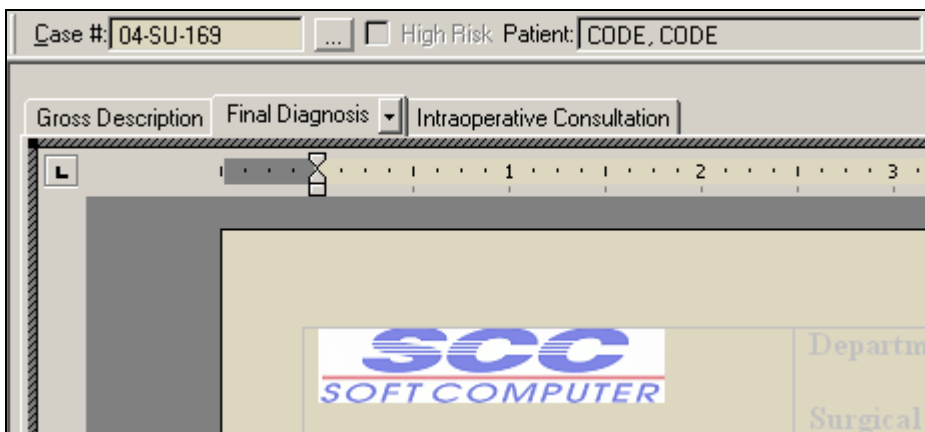 Case #: 04-SU-169 ... High Risk Patient: CODE, CODE
Gross Description Final Diagnosis Intraoperative Consultation
L 1 2 3
SCC
SOFT COMPUTER
Departm
Surgical